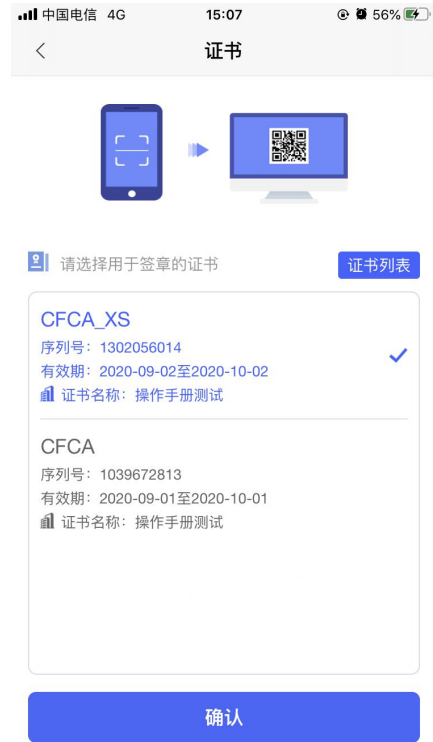 中国电信 4G 15:07 56%
证书
请选择用于签章的证书 证书列表
CFCA_XS
序列号：1302056014
有效期：2020-09-02至2020-10-02
证书名称：操作手册测试
CFCA
序列号：1039672813
有效期：2020-09-01至2020-10-01
证书名称：操作手册测试
确认